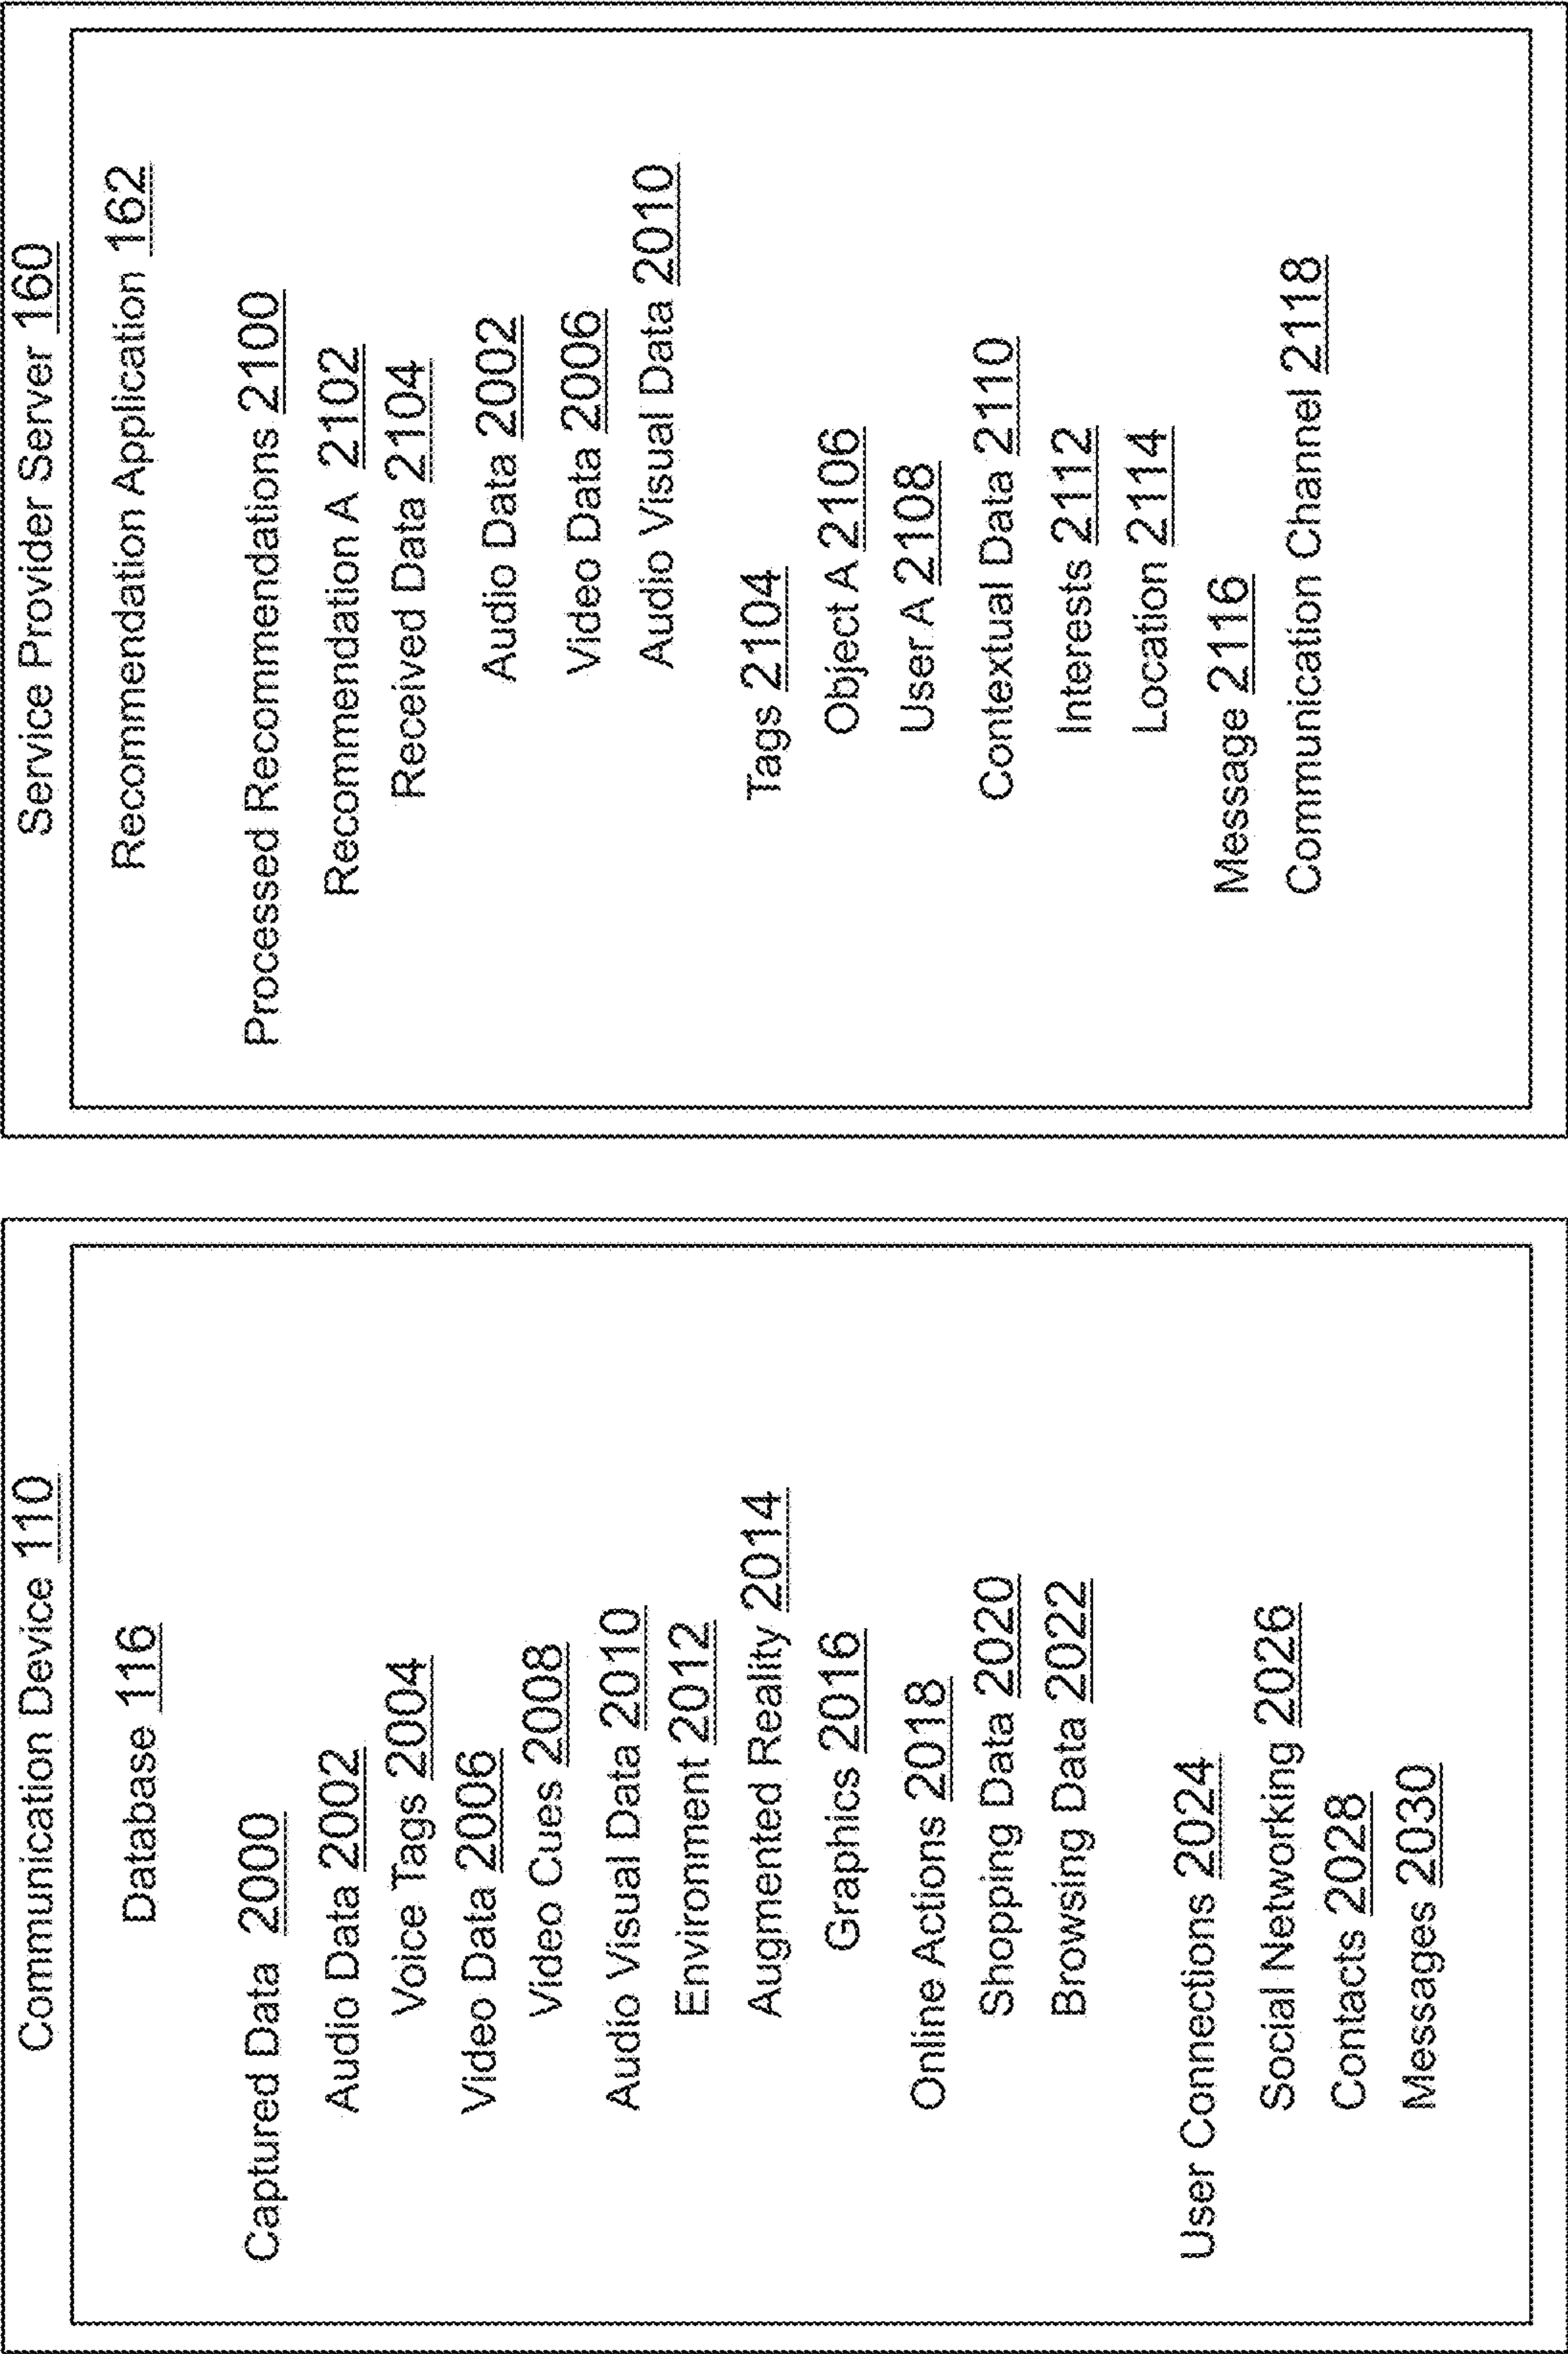 Communication Device 110
Database 116
Captured Data 2000
Audio Data 2002
Voice Tags 2004
Video Data 2006
Video Cues 2008
Audio Visual Data 2010
Environment 2012
Augmented Reality 2014
Graphics 2016
Online Actions 2018
Shopping Data 2020
Browsing Data 2022
User Connections 2024
Social Networking 2026
Contacts 2028
Messages 2030
Service Provider Server 160
Recommendation Application 162
Processed Recommendations 2100
Recommendation A 2102
Received Data 2104
Audio Data 2002
Video Data 2006
Audio Visual Data 2010
Tags 2104
Object A 2106
User A 2108
Contextual Data 2110
Interests 2112
Location 2114
Message 2116
Communication Channel 2118